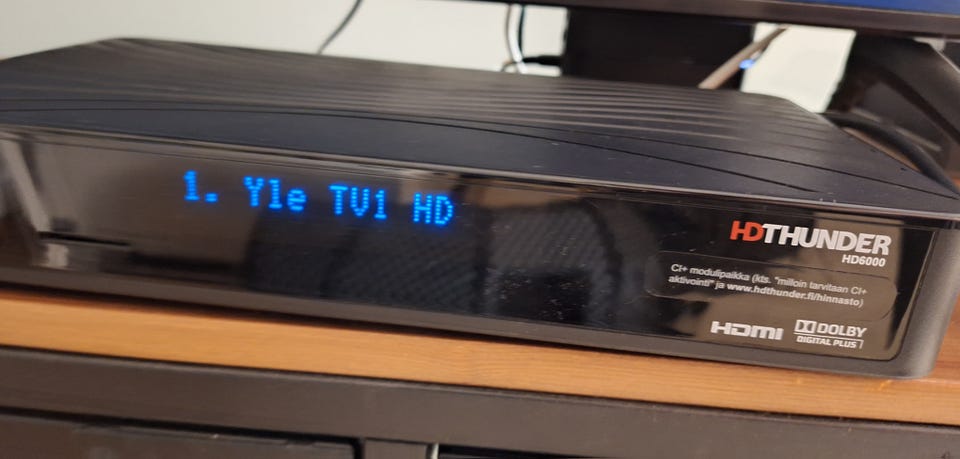 1. Yle TV1 HD
HDTHUNDER
HD6000
CI+ modulipaikka (kts. "milloin tarvitaan CI+
aktivointi" ja www.hdthunder.fi/hinnasto)
HDMI
DOLBY
DIGITAL PLUS